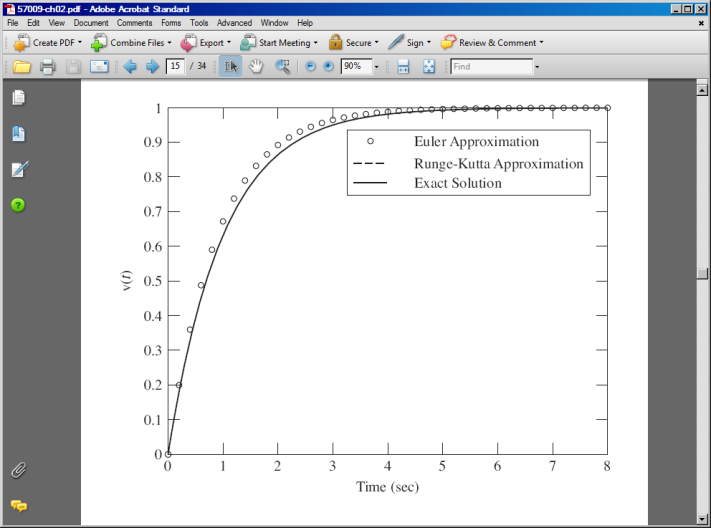 57009-ch02.pdf - Adobe Acrobat Standard
File Edit View Document Comments Forms Tools Advanced Window Help
Create PDF Combine Files Export Start Meeting Secure Sign Review & Comment
15 / 34 90% Find
1
0.9
0.8
0.7
0.6
0.5
0.4
0.3
0.2
0.1
0
v(t)
Euler Approximation
Runge-Kutta Approximation
Exact Solution
0 1 2 3 4 5 6 7 8
Time (sec)